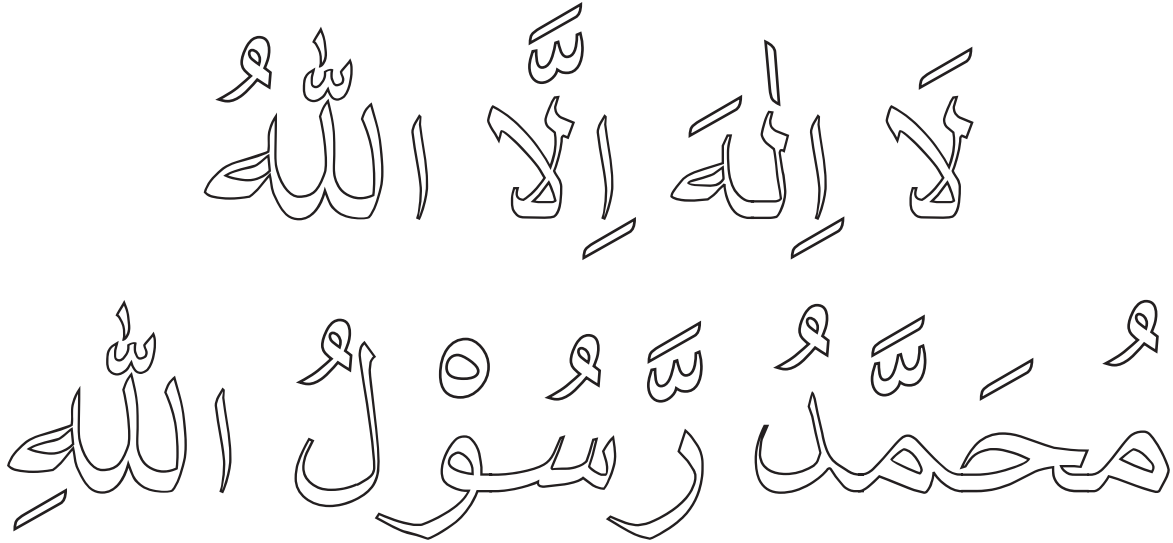 لَا اِلٰهَ اِلَّا اللّٰهُ
مُحَمَّدُ رَّسُوْلُ اللّٰهِ